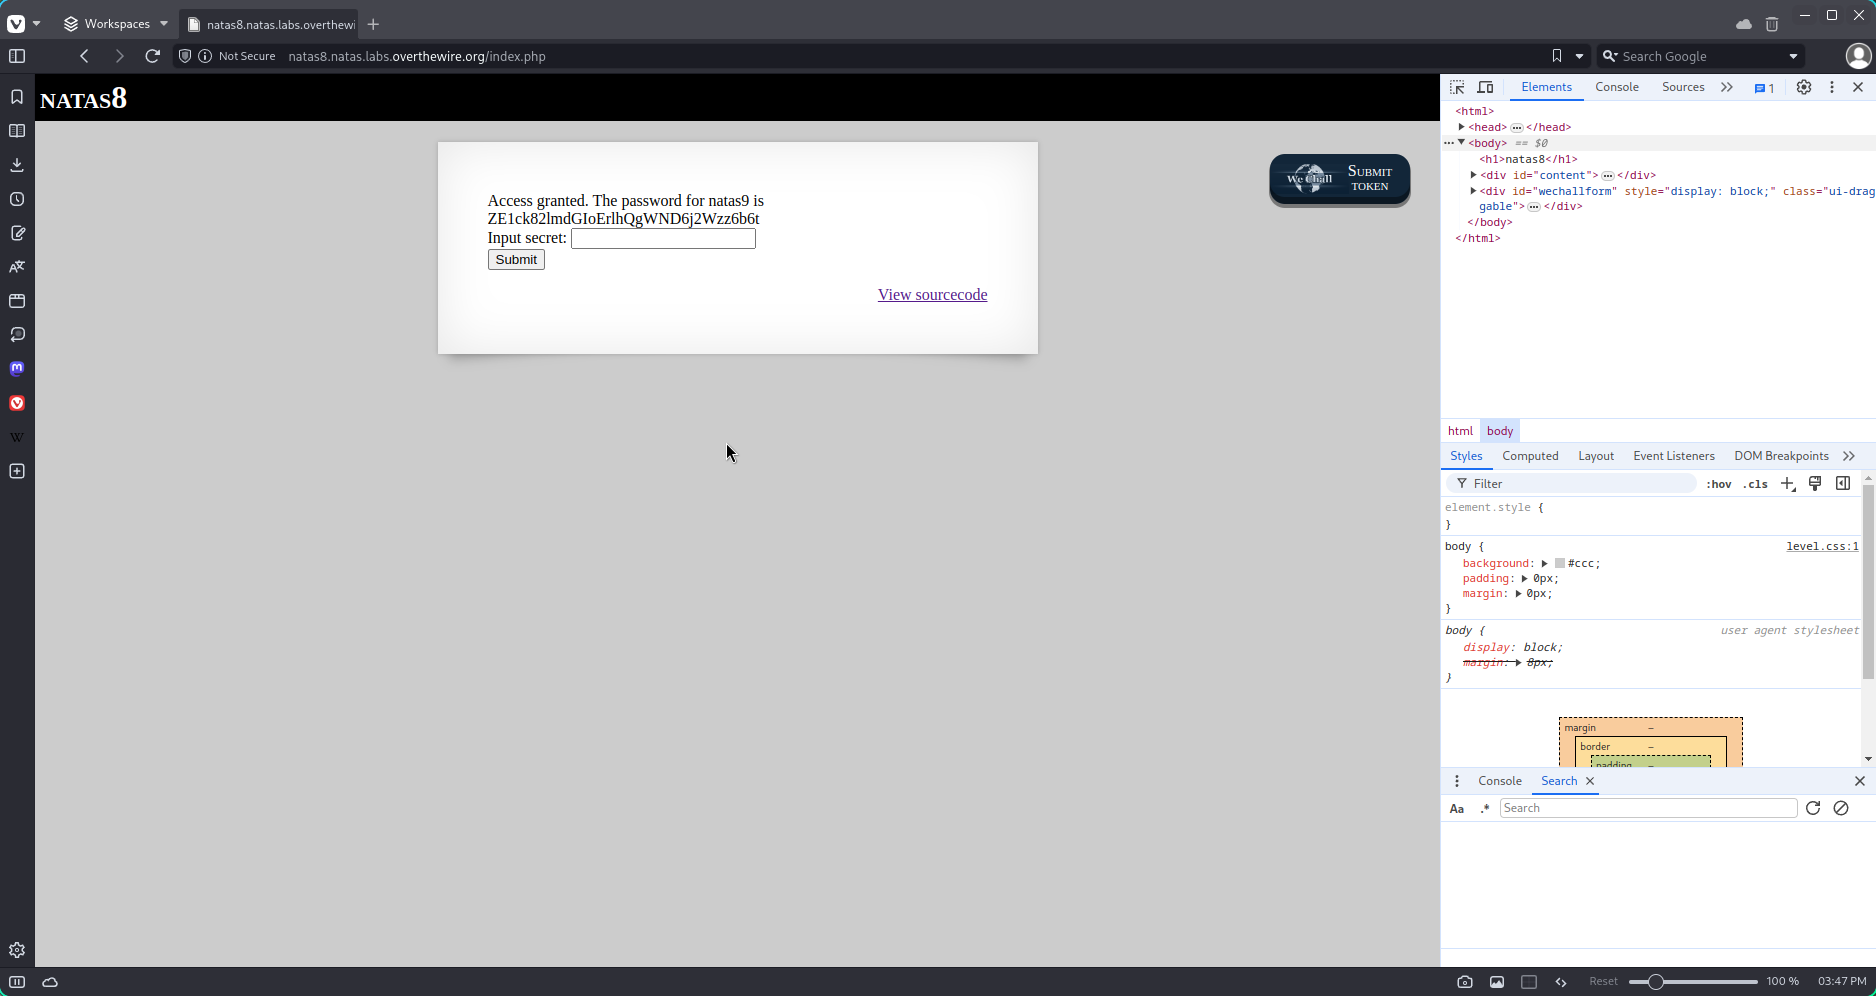 Workspaces
natas8.natas.labs.overthewi
Not Secure natas8.natas.labs.overthewire.org/index.php
Search Google
NATAS8
Access granted. The password for natas9 is
ZE1ck82lmdGIoErlhQgWND6j2Wzz6b6t
Input secret:
Submit
View sourcecode
We Chall
SUBMIT
TOKEN
Elements Console Sources 1
<html>
<head> ••• </head>
••• <body> == $0
<h1>natas8</h1>
<div id="content"> ••• </div>
<div id="wechallform" style="display: block;" class="ui-drag
gable"> ••• </div>
</body>
</html>
html body
Styles Computed Layout Event Listeners DOM Breakpoints
Filter :hov .cls
element.style {
}
body { level.css:1
background: #ccc;
padding: 0px;
margin: 0px;
}
body { user agent stylesheet
display: block;
margin: 8px;
}
margin –
border –
padding –
Console Search
Aa .* Search
Reset 100 % 03:47 PM